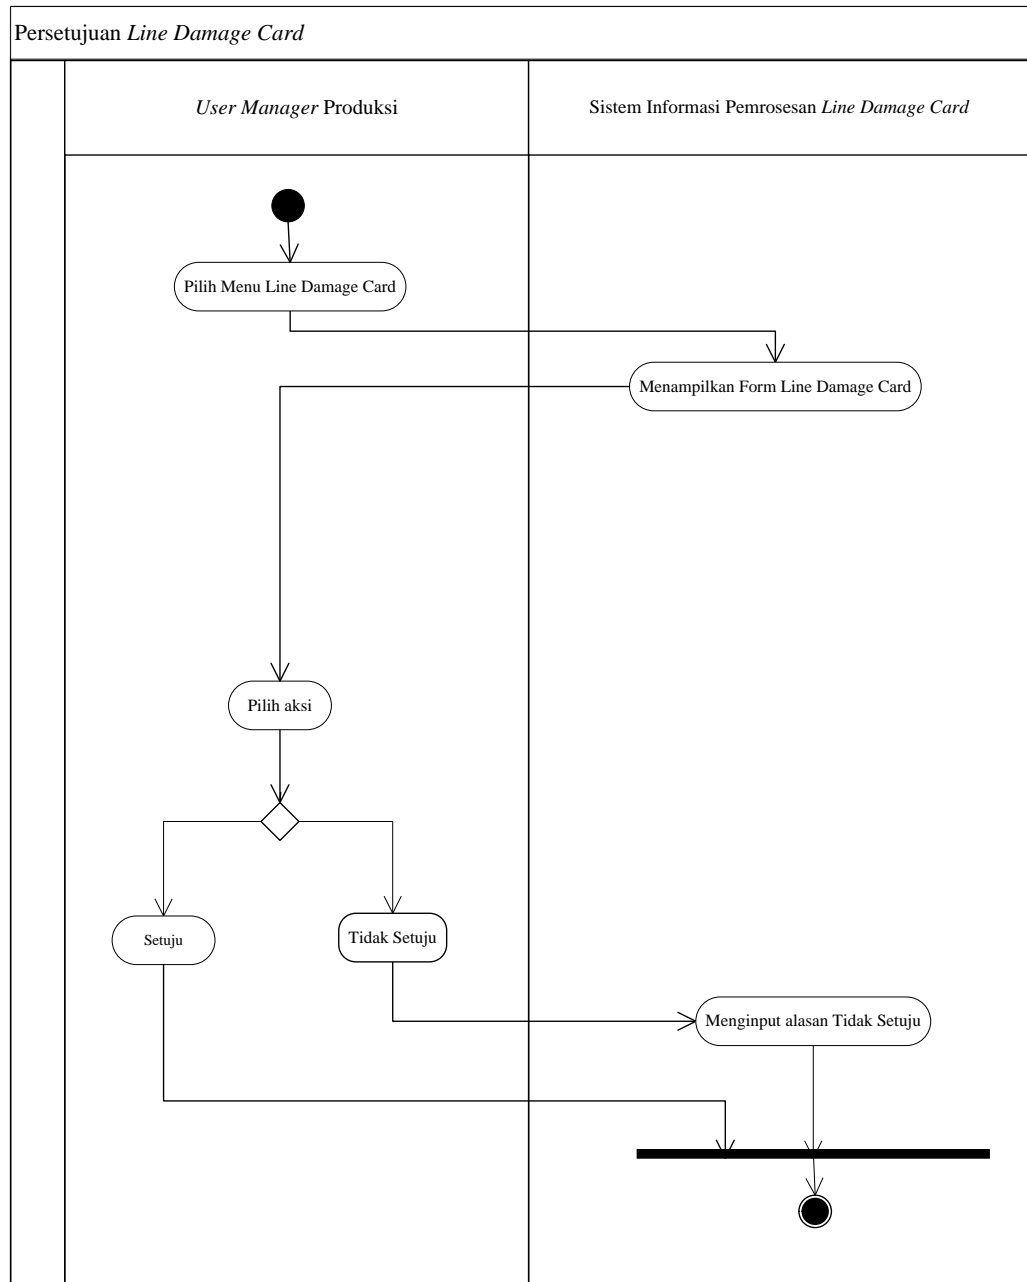 Persetujuan Line Damage Card
User Manager Produksi
Sistem Informasi Pemrosesan Line Damage Card
Pilih Menu Line Damage Card
Menampilkan Form Line Damage Card
Pilih aksi
Setuju
Tidak Setuju
Menginput alasan Tidak Setuju